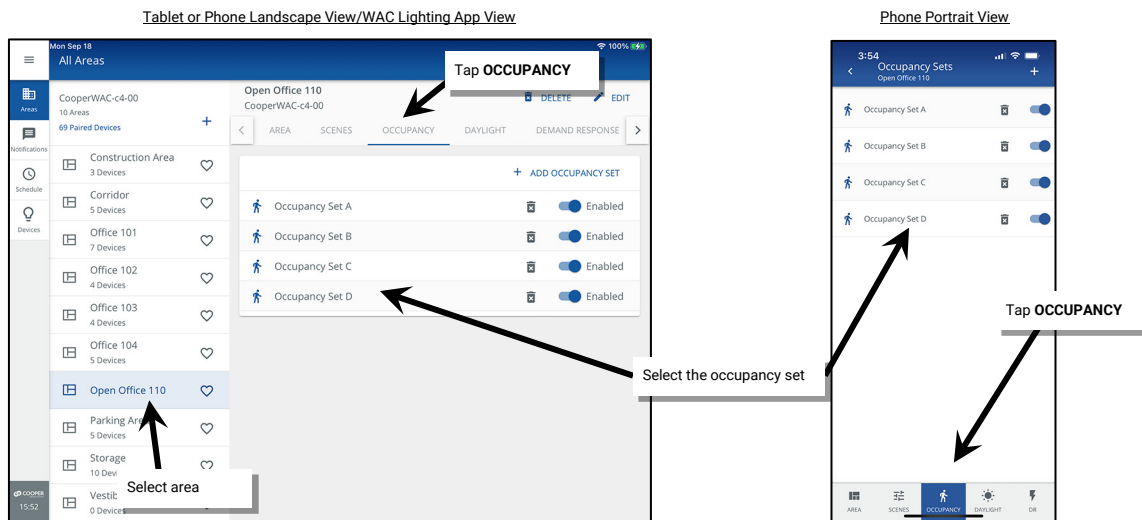 Tablet or Phone Landscape View/WAC Lighting App View
Mon Sep 18
100%
All Areas
Tap OCCUPANCY
Areas
Notifications
Schedule
Devices
COOPER
15:52
CooperWAC-c4-00
10 Areas
69 Paired Devices
+
Construction Area
3 Devices
Corridor
5 Devices
Office 101
7 Devices
Office 102
4 Devices
Office 103
4 Devices
Office 104
5 Devices
Open Office 110
Parking
5 Devices
Storage
10
Select area
0 Devices
Open Office 110
CooperWAC-c4-00
DELETE EDIT
< AREA SCENES OCCUPANCY DAYLIGHT DEMAND RESPONSE >
+ ADD OCCUPANCY SET
Occupancy Set A Enabled
Occupancy Set B Enabled
Occupancy Set C Enabled
Occupancy Set D Enabled
Select the occupancy set
Phone Portrait View
3:54
< Occupancy Sets +
Open Office 110
Occupancy Set A
Occupancy Set B
Occupancy Set C
Occupancy Set D
Tap OCCUPANCY
AREA SCENES OCCUPANCY DAYLIGHT DR